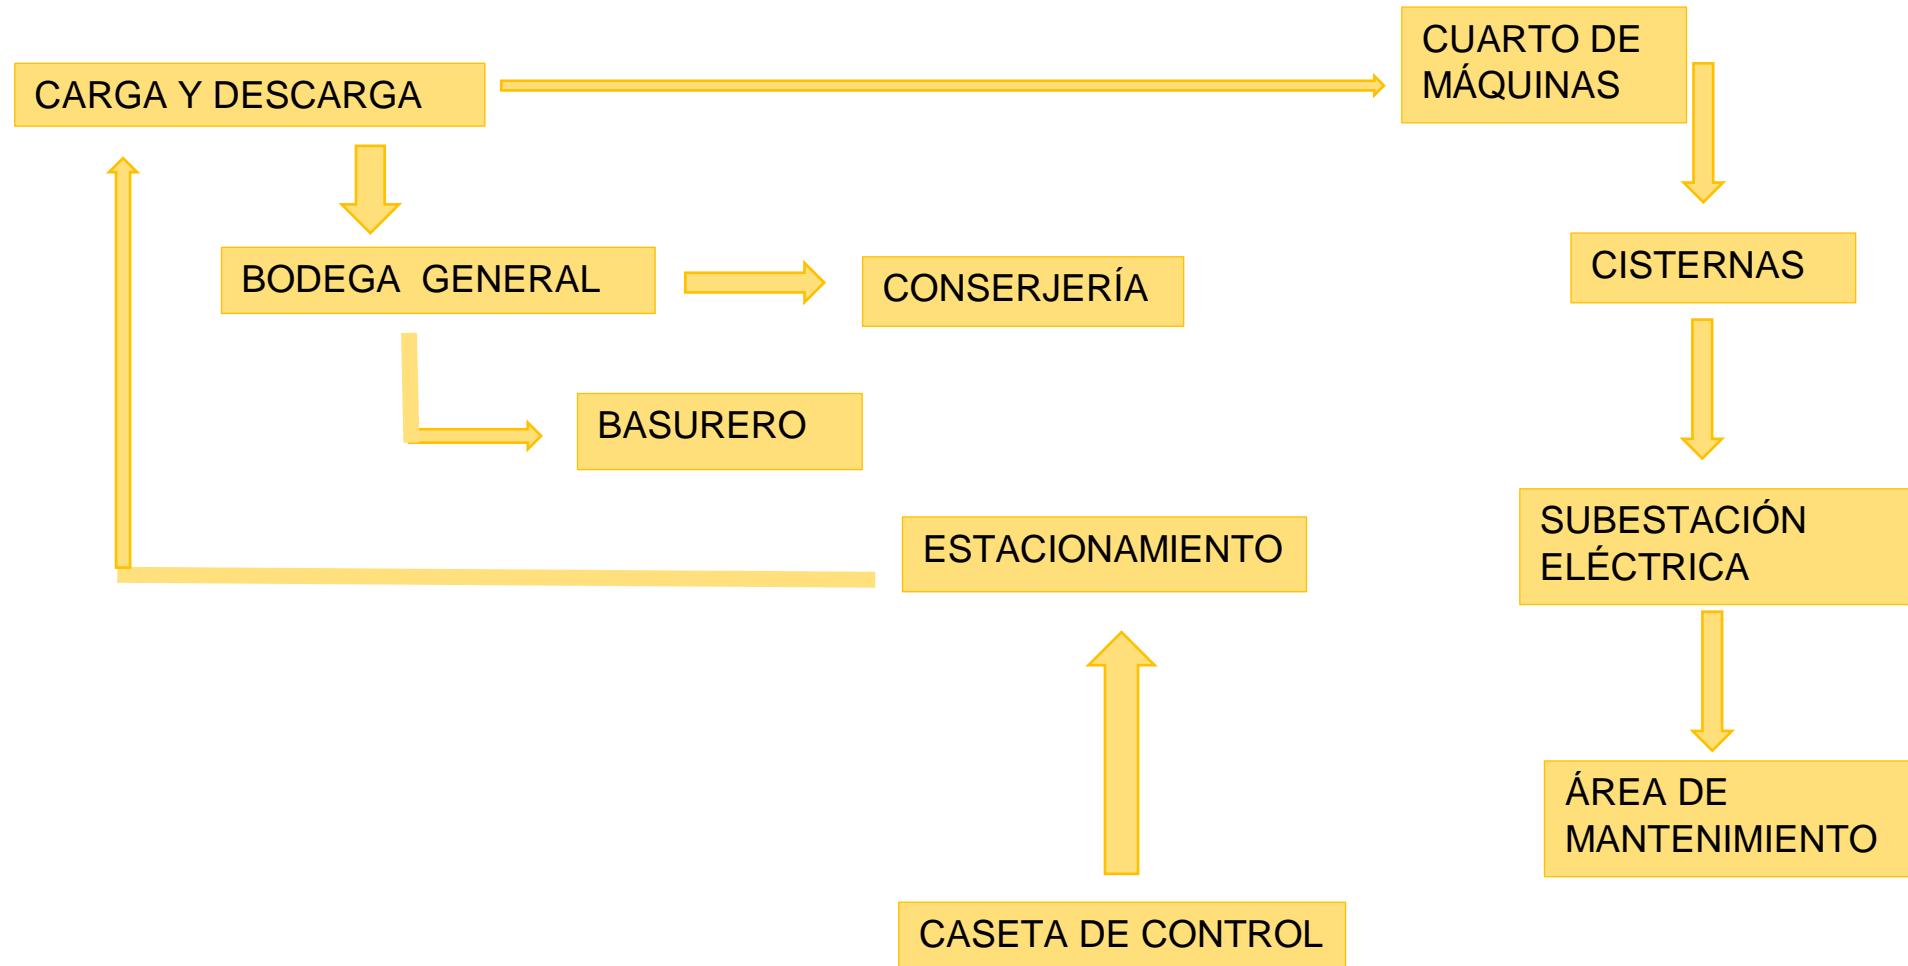 CUARTO DE
MÁQUINAS
CARGA Y DESCARGA
BODEGA  GENERAL
CONSERJERÍA
CISTERNAS
BASURERO
ESTACIONAMIENTO
SUBESTACIÓN
ELÉCTRICA
ÁREA DE
MANTENIMIENTO
CASETA DE CONTROL